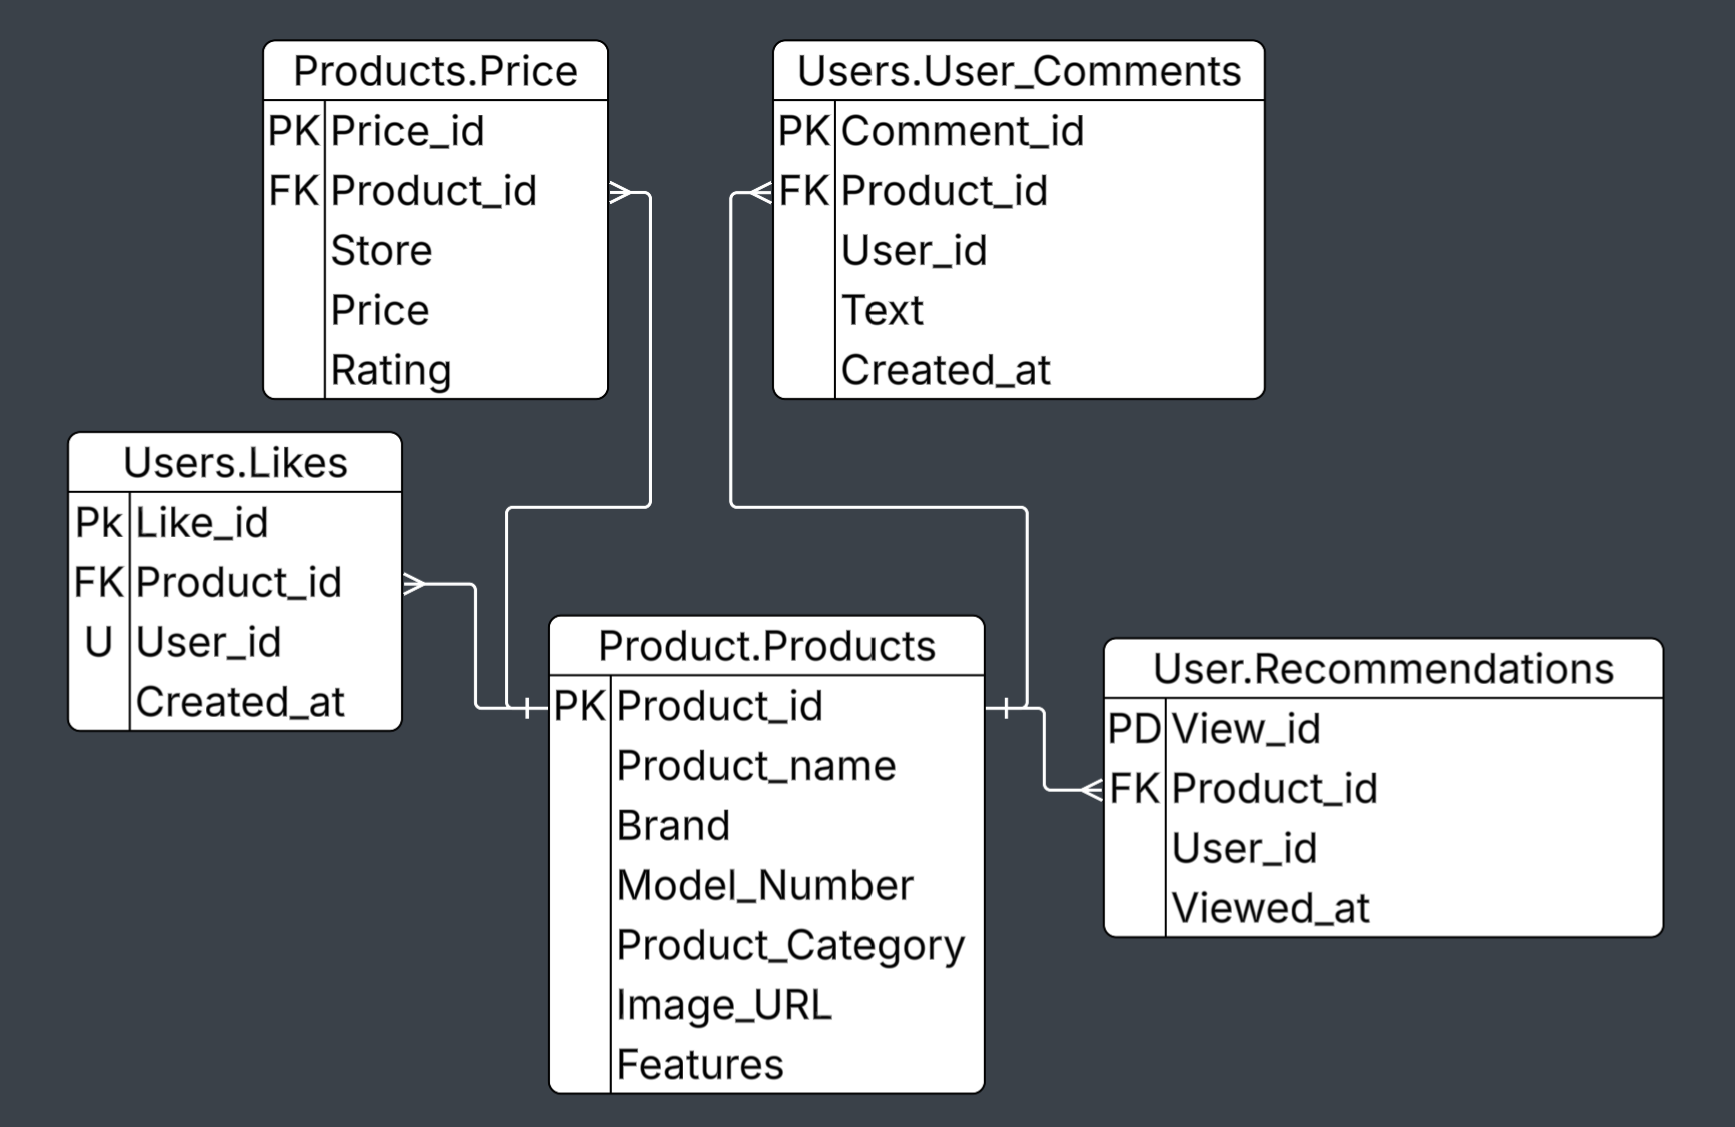 Products.Price
PK Price_id
FK Product_id
Store
Price
Rating
Users.User_Comments
PK Comment_id
FK Product_id
User_id
Text
Created_at
Users.Likes
Pk Like_id
FK Product_id
U User_id
Created_at
Product.Products
PK Product_id
Product_name
Brand
Model_Number
Product_Category
Image_URL
Features
User.Recommendations
PD View_id
FK Product_id
User_id
Viewed_at